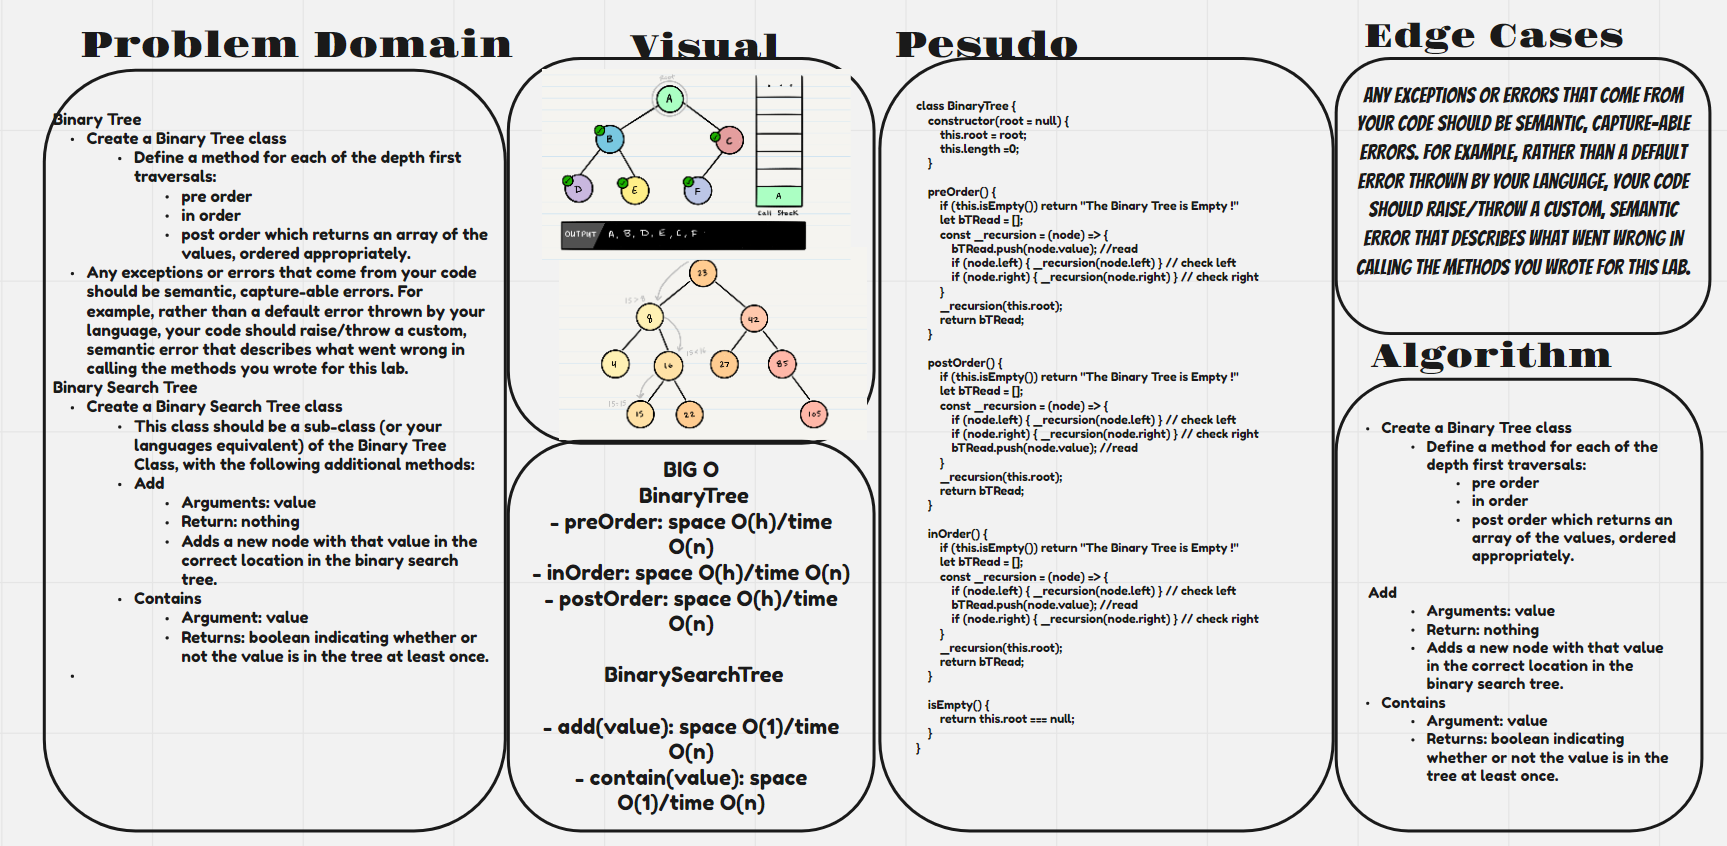 Problem Domain
Binary Tree
• Create a Binary Tree class
• Define a method for each of the depth first
traversals:
• pre order
• in order
• post order which returns an array of the
values, ordered appropriately.
• Any exceptions or errors that come from your code
should be semantic, capture-able errors. For
example, rather than a default error thrown by your
language, your code should raise/throw a custom,
semantic error that describes what went wrong in
calling the methods you wrote for this lab.
Binary Search Tree
• Create a Binary Search Tree class
• This class should be a sub-class (or your
languages equivalent) of the Binary Tree
Class, with the following additional methods:
• Add
• Arguments: value
• Return: nothing
• Adds a new node with that value in the
correct location in the binary search
tree.
• Contains
• Argument: value
• Returns: boolean indicating whether or
not the value is in the tree at least once.
•
Visual
Root
A
B
C
D
E
F
...
A
Call Stack
OUTPUT A, B, D, E, C, F
23
15 > 8
8
42
15 < 16
4
16
27
85
15
22
105
BIG O
BinaryTree
- preOrder: space O(h)/time
O(n)
- inOrder: space O(h)/time O(n)
- postOrder: space O(h)/time
O(n)
BinarySearchTree
- add(value): space O(1)/time
O(n)
- contain(value): space
O(1)/time O(n)
Pesudo
class BinaryTree {
constructor(root = null) {
this.root = root;
this.length =0;
}
preOrder() {
if (this.isEmpty()) return "The Binary Tree is Empty !"
let bTRead = [];
const _recursion = (node) => {
bTRead.push(node.value); //read
if (node.left) { _recursion(node.left) } // check left
if (node.right) { _recursion(node.right) } // check right
}
_recursion(this.root);
return bTRead;
}
postOrder() {
if (this.isEmpty()) return "The Binary Tree is Empty !"
let bTRead = [];
const _recursion = (node) => {
if (node.left) { _recursion(node.left) } // check left
if (node.right) { _recursion(node.right) } // check right
bTRead.push(node.value); //read
}
_recursion(this.root);
return bTRead;
}
inOrder() {
if (this.isEmpty()) return "The Binary Tree is Empty !"
let bTRead = [];
const _recursion = (node) => {
if (node.left) { _recursion(node.left) } // check left
bTRead.push(node.value); //read
if (node.right) { _recursion(node.right) } // check right
}
_recursion(this.root);
return bTRead;
}
isEmpty() {
return this.root === null;
}
}
Edge Cases
ANY EXCEPTIONS OR ERRORS THAT COME FROM
YOUR CODE SHOULD BE SEMANTIC, CAPTURE-ABLE
ERRORS. FOR EXAMPLE, RATHER THAN A DEFAULT
ERROR THROWN BY YOUR LANGUAGE, YOUR CODE
SHOULD RAISE/THROW A CUSTOM, SEMANTIC
ERROR THAT DESCRIBES WHAT WENT WRONG IN
CALLING THE METHODS YOU WROTE FOR THIS LAB.
Algorithm
• Create a Binary Tree class
• Define a method for each of the
depth first traversals:
• pre order
• in order
• post order which returns an
array of the values, ordered
appropriately.
Add
• Arguments: value
• Return: nothing
• Adds a new node with that value
in the correct location in the
binary search tree.
• Contains
• Argument: value
• Returns: boolean indicating
whether or not the value is in the
tree at least once.